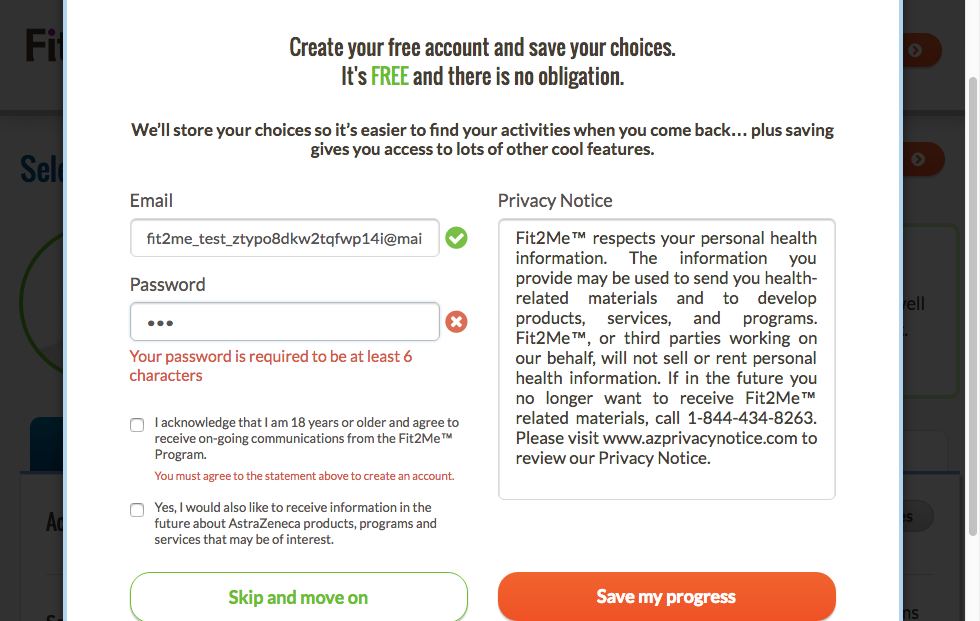 Create your free account and save your choices.
It's FREE and there is no obligation.
We'll store your choices so it's easier to find your activities when you come back... plus saving
gives you access to lots of other cool features.
Email
fit2me_test_ztypo8dkw2tqfwp14i@mai
Password
•••
Your password is required to be at least 6
characters
I acknowledge that I am 18 years or older and agree to
receive on-going communications from the Fit2Me™
Program.
You must agree to the statement above to create an account.
Yes, I would also like to receive information in the
future about AstraZeneca products, programs and
services that may be of interest.
Privacy Notice
Fit2Me™ respects your personal health
information. The information you
provide may be used to send you health-
related materials and to develop
products, services, and programs.
Fit2Me™, or third parties working on
our behalf, will not sell or rent personal
health information. If in the future you
no longer want to receive Fit2Me™
related materials, call 1-844-434-8263.
Please visit www.azprivacynotice.com to
review our Privacy Notice.
Skip and move on
Save my progress